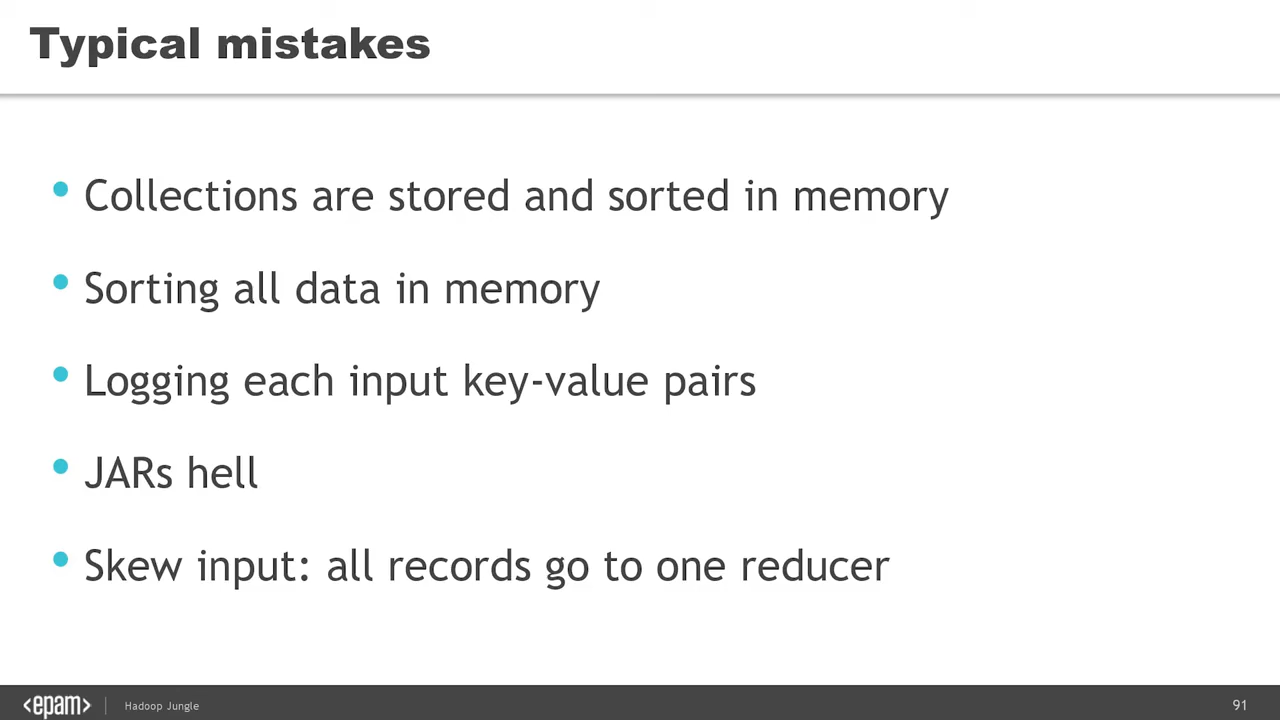 Typical mistakes
• Collections are stored and sorted in memory
• Sorting all data in memory
• Logging each input key-value pairs
• JARs hell
• Skew input: all records go to one reducer
<epam> | Hadoop Jungle 91